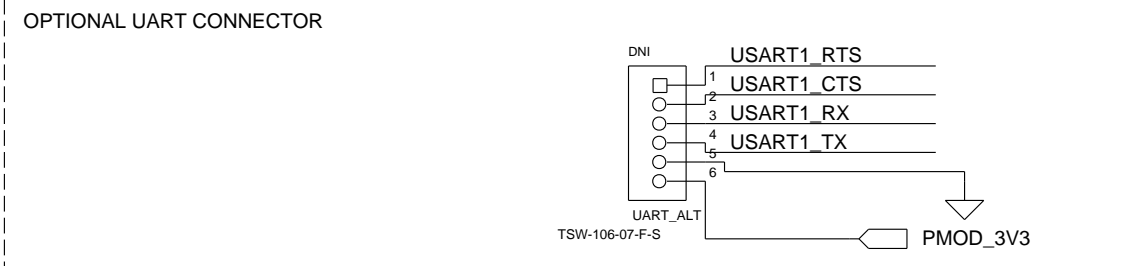 OPTIONAL UART CONNECTOR
DNI
USART1_RTS
1
USART1_CTS
2
3 USART1_RX
4
USART1_TX
5
6
UART_ALT
TSW-106-07-F-S
PMOD_3V3